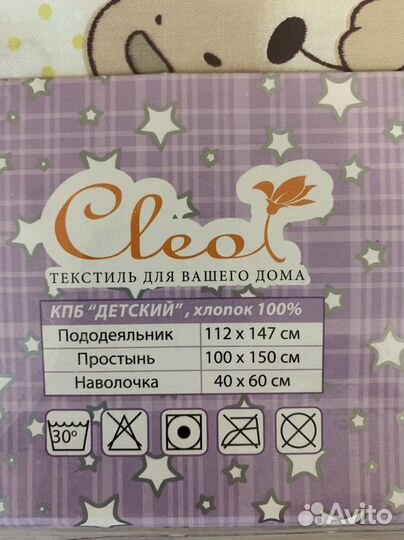 Cleo
ТЕКСТИЛЬ ДЛЯ ВАШЕГО ДОМА
КПБ "ДЕТСКИЙ", хлопок 100%
Пододеяльник 112 x 147 см
Простынь 100 x 150 см
Наволочка 40 x 60 см
30°
Avito